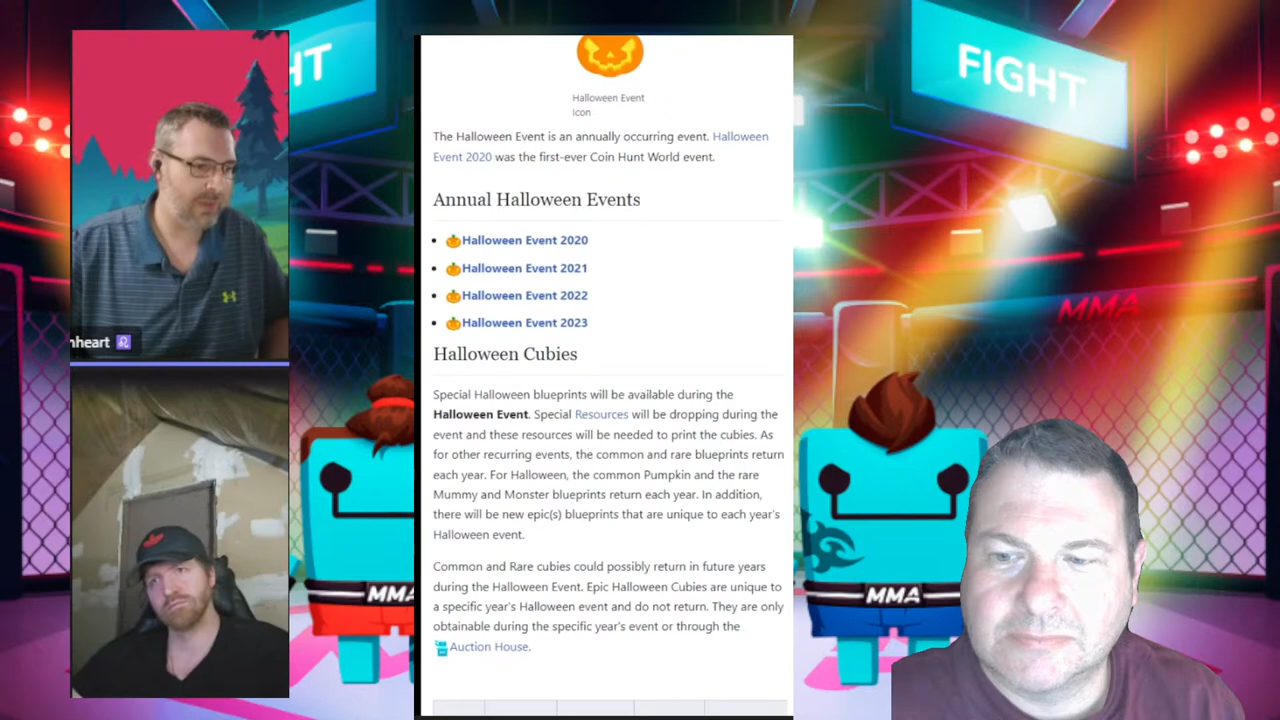 HT
FIGHT
MMA
nheart
Halloween Event
Icon
The Halloween Event is an annually occurring event. Halloween
Event 2020 was the first-ever Coin Hunt World event.
Annual Halloween Events
Halloween Event 2020
Halloween Event 2021
Halloween Event 2022
Halloween Event 2023
Halloween Cubies
Special Halloween blueprints will be available during the
Halloween Event. Special Resources will be dropping during the
event and these resources will be needed to print the cubies. As
for other recurring events, the common and rare blueprints return
each year. For Halloween, the common Pumpkin and the rare
Mummy and Monster blueprints return each year. In addition,
there will be new epic(s) blueprints that are unique to each year's
Halloween event.
Common and Rare cubies could possibly return in future years
during the Halloween Event. Epic Halloween Cubies are unique to
a specific year's Halloween event and do not return. They are only
obtainable during the specific year's event or through the
Auction House.
MMA
MMA